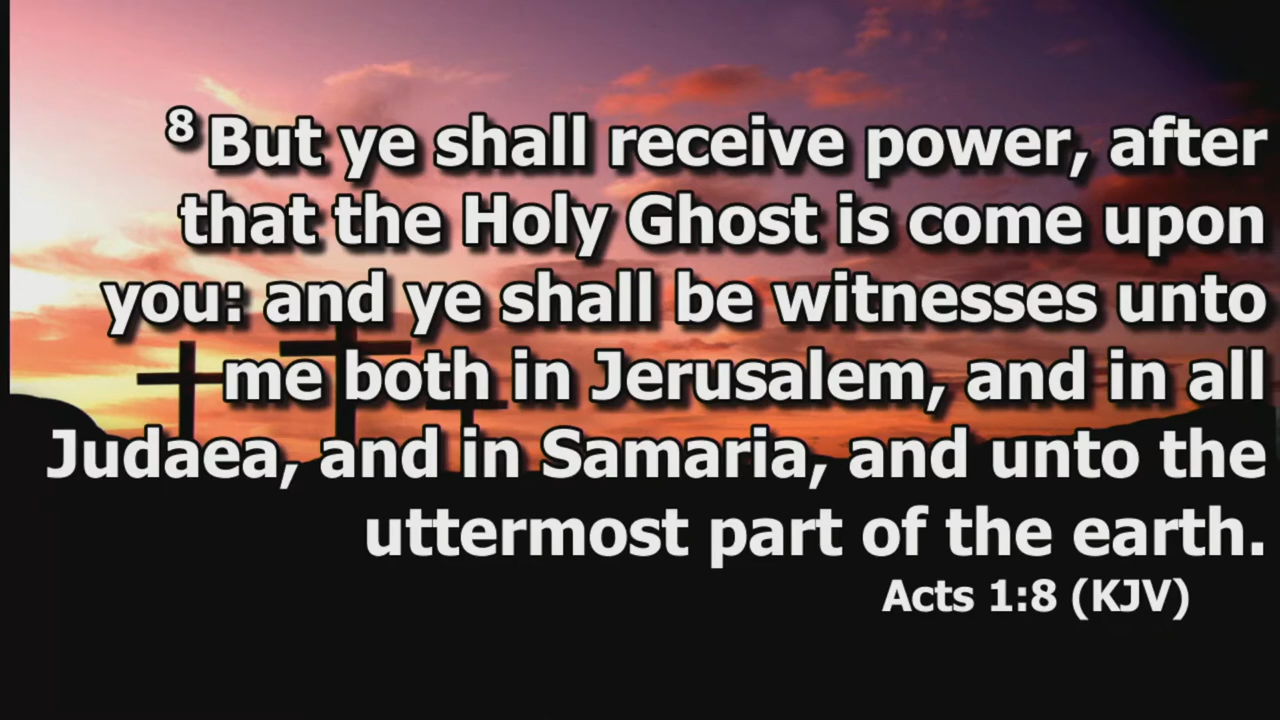 8 But ye shall receive power, after
that the Holy Ghost is come upon
you: and ye shall be witnesses unto
me both in Jerusalem, and in all
Judaea, and in Samaria, and unto the
uttermost part of the earth.
Acts 1:8 (KJV)